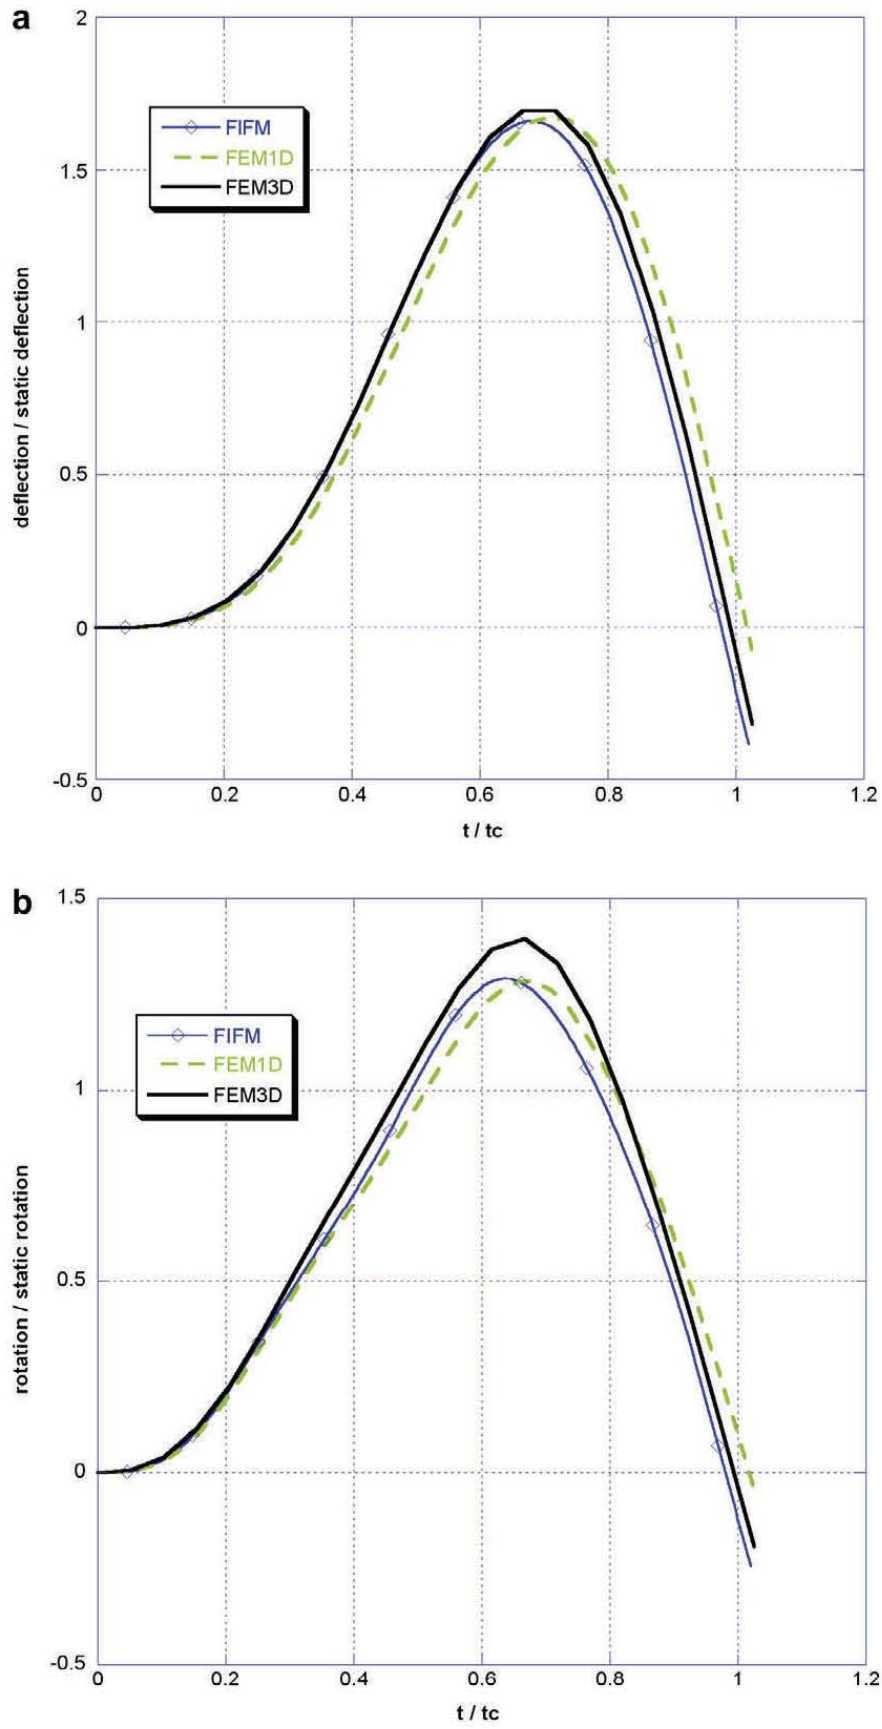 a
2
1.5
1
0.5
0
-0.5
deflection / static deflection
FIFM
FEM1D
FEM3D
0 0.2 0.4 0.6 0.8 1 1.2
t / tc
b
1.5
1
0.5
0
-0.5
rotation / static rotation
FIFM
FEM1D
FEM3D
0 0.2 0.4 0.6 0.8 1 1.2
t / tc